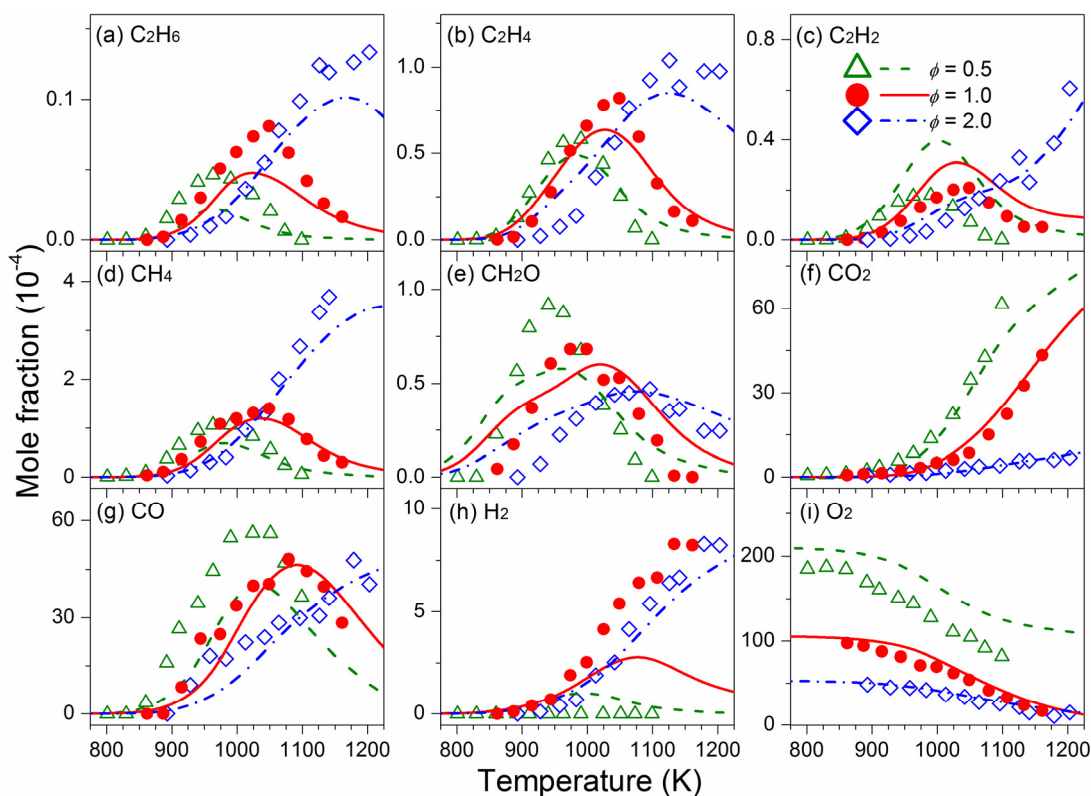 (a) C₂H₆
(b) C₂H₄
(c) C₂H₂
ϕ = 0.5
ϕ = 1.0
ϕ = 2.0
0.1
0.0
1.0
0.5
0.0
0.8
0.4
0.0
(d) CH₄
(e) CH₂O
(f) CO₂
4
2
0
1.0
0.5
0.0
60
30
0
(g) CO
(h) H₂
(i) O₂
60
30
0
10
5
0
200
100
0
800 900 1000 1100 1200
800 900 1000 1100 1200
800 900 1000 1100 1200
Mole fraction (10⁻⁴)
Temperature (K)